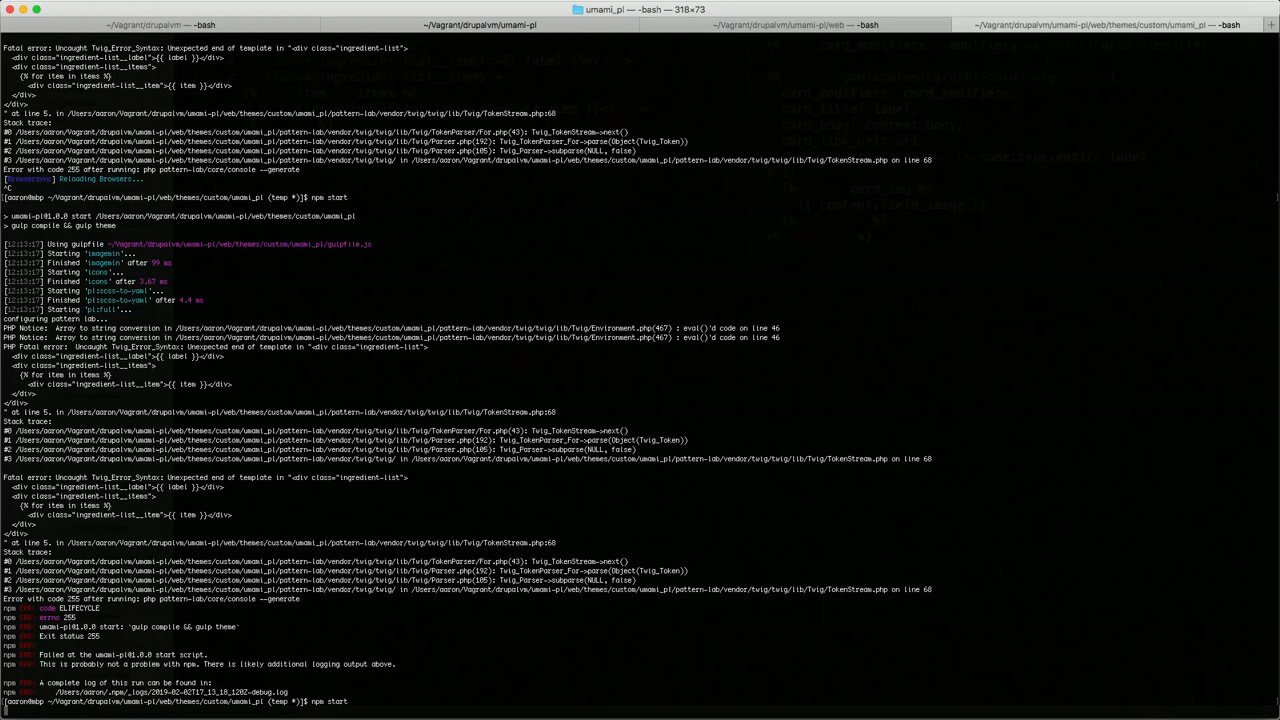 umami_pl — -bash — 318×73
~/Vagrant/drupalvm — -bash
~/Vagrant/drupalvm/umami-pl
~/Vagrant/drupalvm/umami-pl/web — -bash
~/Vagrant/drupalvm/umami-pl/web/themes/custom/umami_pl — -bash
Fatal error: Uncaught Twig_Error_Syntax: Unexpected end of template in "<div class="ingredient-list">
<div class="ingredient-list__label">{{ label }}</div>
<div class="ingredient-list__items">
{% for item in items %}
<div class="ingredient-list__item">{{ item }}</div>
</div>
</div>
" at line 5. in /Users/aaron/Vagrant/drupalvm/umami-pl/web/themes/custom/umami_pl/pattern-lab/vendor/twig/twig/lib/Twig/TokenStream.php:68
Stack trace:
#0 /Users/aaron/Vagrant/drupalvm/umami-pl/web/themes/custom/umami_pl/pattern-lab/vendor/twig/twig/lib/Twig/TokenParser/For.php(43): Twig_TokenStream->next()
#1 /Users/aaron/Vagrant/drupalvm/umami-pl/web/themes/custom/umami_pl/pattern-lab/vendor/twig/twig/lib/Twig/Parser.php(192): Twig_TokenParser_For->parse(Object(Twig_Token))
#2 /Users/aaron/Vagrant/drupalvm/umami-pl/web/themes/custom/umami_pl/pattern-lab/vendor/twig/twig/lib/Twig/Parser.php(105): Twig_Parser->subparse(NULL, false)
#3 /Users/aaron/Vagrant/drupalvm/umami-pl/web/themes/custom/umami_pl/pattern-lab/vendor/twig/twig/ in /Users/aaron/Vagrant/drupalvm/umami-pl/web/themes/custom/umami_pl/pattern-lab/vendor/twig/twig/lib/Twig/TokenStream.php on line 68
Error with code 255 after running: php pattern-lab/core/console --generate
[Browsersync] Reloading Browsers...
^C
[aaron@mbp ~/Vagrant/drupalvm/umami-pl/web/themes/custom/umami_pl (temp *)]$ npm start
> umami-pl@1.0.0 start /Users/aaron/Vagrant/drupalvm/umami-pl/web/themes/custom/umami_pl
> gulp compile && gulp theme
[12:13:17] Using gulpfile ~/Vagrant/drupalvm/umami-pl/web/themes/custom/umami_pl/gulpfile.js
[12:13:17] Starting 'imagemin'...
[12:13:17] Finished 'imagemin' after 99 ms
[12:13:17] Starting 'icons'...
[12:13:17] Finished 'icons' after 3.67 ms
[12:13:17] Starting 'pl:scss-to-yaml'...
[12:13:17] Finished 'pl:scss-to-yaml' after 4.4 ms
[12:13:17] Starting 'pl:full'...
configuring pattern lab...
PHP Notice:  Array to string conversion in /Users/aaron/Vagrant/drupalvm/umami-pl/web/themes/custom/umami_pl/pattern-lab/vendor/twig/twig/lib/Twig/Environment.php(467) : eval()'d code on line 46
PHP Notice:  Array to string conversion in /Users/aaron/Vagrant/drupalvm/umami-pl/web/themes/custom/umami_pl/pattern-lab/vendor/twig/twig/lib/Twig/Environment.php(467) : eval()'d code on line 46
PHP Fatal error:  Uncaught Twig_Error_Syntax: Unexpected end of template in "<div class="ingredient-list">
<div class="ingredient-list__label">{{ label }}</div>
<div class="ingredient-list__items">
{% for item in items %}
<div class="ingredient-list__item">{{ item }}</div>
</div>
</div>
" at line 5. in /Users/aaron/Vagrant/drupalvm/umami-pl/web/themes/custom/umami_pl/pattern-lab/vendor/twig/twig/lib/Twig/TokenStream.php:68
Stack trace:
#0 /Users/aaron/Vagrant/drupalvm/umami-pl/web/themes/custom/umami_pl/pattern-lab/vendor/twig/twig/lib/Twig/TokenParser/For.php(43): Twig_TokenStream->next()
#1 /Users/aaron/Vagrant/drupalvm/umami-pl/web/themes/custom/umami_pl/pattern-lab/vendor/twig/twig/lib/Twig/Parser.php(192): Twig_TokenParser_For->parse(Object(Twig_Token))
#2 /Users/aaron/Vagrant/drupalvm/umami-pl/web/themes/custom/umami_pl/pattern-lab/vendor/twig/twig/lib/Twig/Parser.php(105): Twig_Parser->subparse(NULL, false)
#3 /Users/aaron/Vagrant/drupalvm/umami-pl/web/themes/custom/umami_pl/pattern-lab/vendor/twig/twig/ in /Users/aaron/Vagrant/drupalvm/umami-pl/web/themes/custom/umami_pl/pattern-lab/vendor/twig/twig/lib/Twig/TokenStream.php on line 68
Fatal error: Uncaught Twig_Error_Syntax: Unexpected end of template in "<div class="ingredient-list">
<div class="ingredient-list__label">{{ label }}</div>
<div class="ingredient-list__items">
{% for item in items %}
<div class="ingredient-list__item">{{ item }}</div>
</div>
</div>
" at line 5. in /Users/aaron/Vagrant/drupalvm/umami-pl/web/themes/custom/umami_pl/pattern-lab/vendor/twig/twig/lib/Twig/TokenStream.php:68
Stack trace:
#0 /Users/aaron/Vagrant/drupalvm/umami-pl/web/themes/custom/umami_pl/pattern-lab/vendor/twig/twig/lib/Twig/TokenParser/For.php(43): Twig_TokenStream->next()
#1 /Users/aaron/Vagrant/drupalvm/umami-pl/web/themes/custom/umami_pl/pattern-lab/vendor/twig/twig/lib/Twig/Parser.php(192): Twig_TokenParser_For->parse(Object(Twig_Token))
#2 /Users/aaron/Vagrant/drupalvm/umami-pl/web/themes/custom/umami_pl/pattern-lab/vendor/twig/twig/lib/Twig/Parser.php(105): Twig_Parser->subparse(NULL, false)
#3 /Users/aaron/Vagrant/drupalvm/umami-pl/web/themes/custom/umami_pl/pattern-lab/vendor/twig/twig/ in /Users/aaron/Vagrant/drupalvm/umami-pl/web/themes/custom/umami_pl/pattern-lab/vendor/twig/twig/lib/Twig/TokenStream.php on line 68
Error with code 255 after running: php pattern-lab/core/console --generate
npm ERR! code ELIFECYCLE
npm ERR! errno 255
npm ERR! umami-pl@1.0.0 start: `gulp compile && gulp theme`
npm ERR! Exit status 255
npm ERR!
npm ERR! Failed at the umami-pl@1.0.0 start script.
npm ERR! This is probably not a problem with npm. There is likely additional logging output above.
npm ERR! A complete log of this run can be found in:
npm ERR!     /Users/aaron/.npm/_logs/2019-02-02T17_13_18_120Z-debug.log
[aaron@mbp ~/Vagrant/drupalvm/umami-pl/web/themes/custom/umami_pl (temp *)]$ npm start